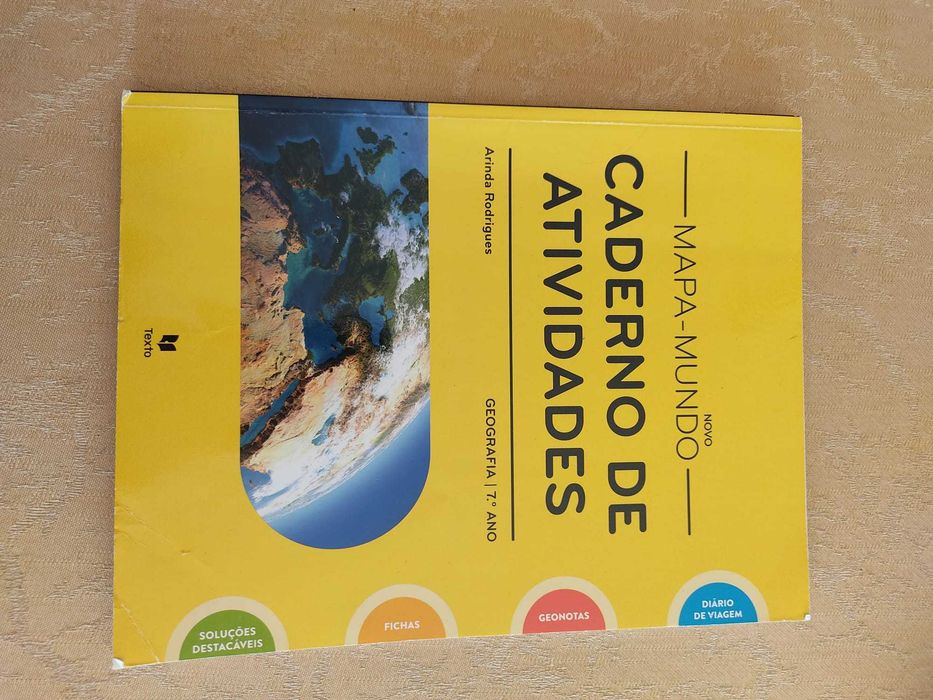 NOVO
MAPA-MUNDO
CADERNO DE
ATIVIDADES
Arinda Rodrigues
GEOGRAFIA | 7.º ANO
DIÁRIO
DE VIAGEM
GEONOTAS
FICHAS
SOLUÇÕES
DESTACÁVEIS
Texto